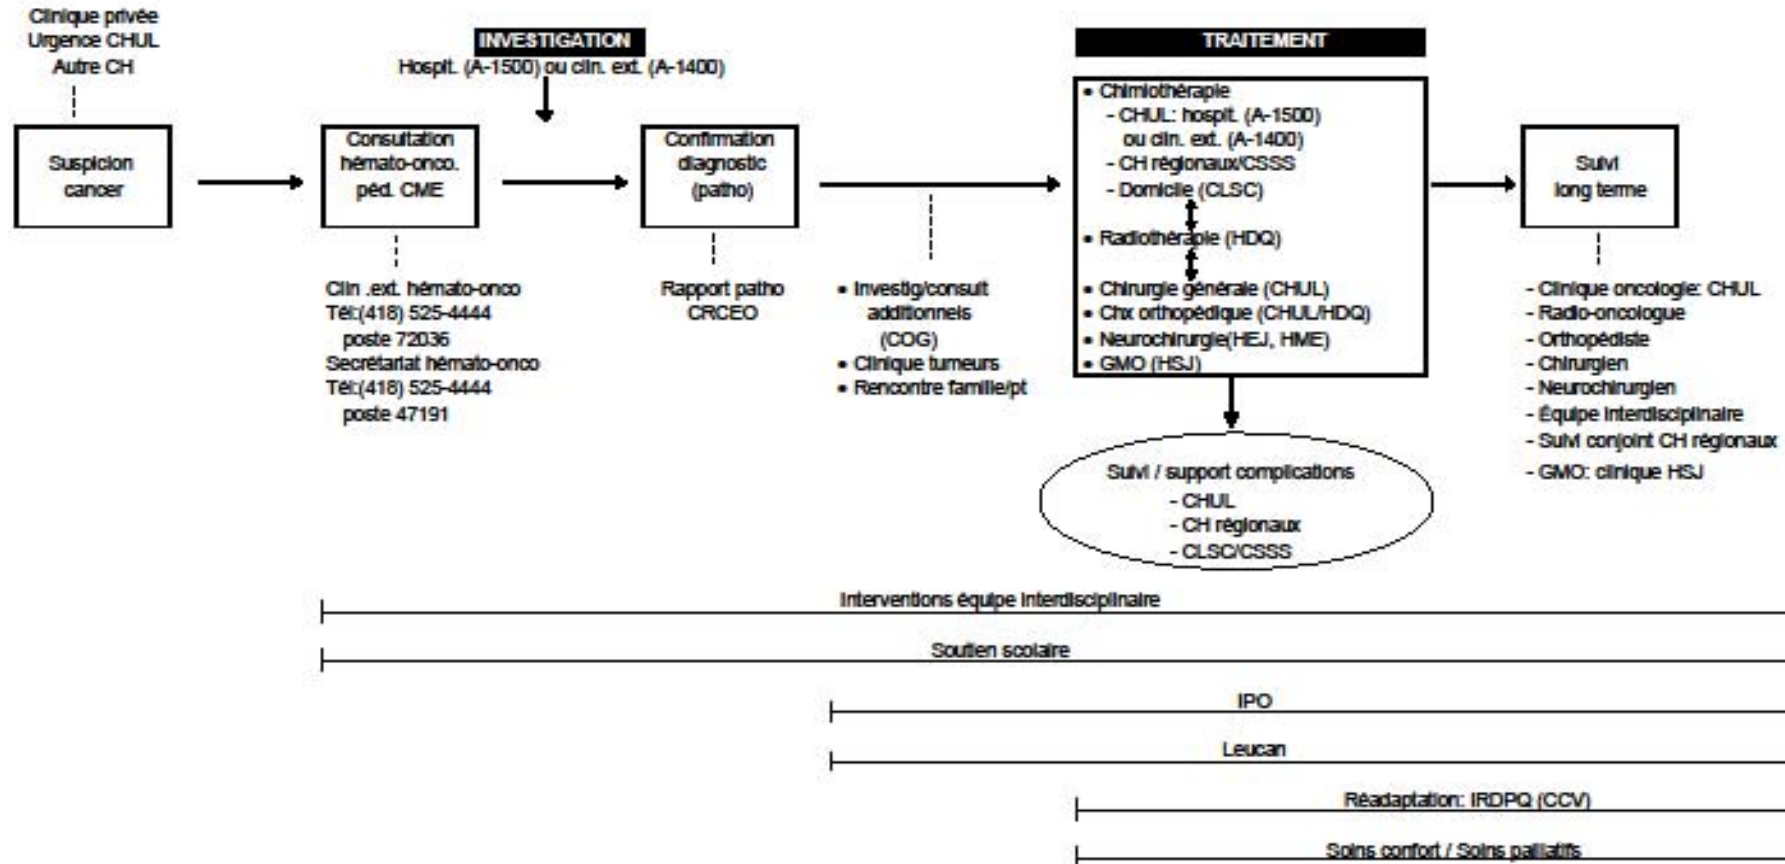 Clinique privée
Urgence CHUL
Autre CH
Suspicion
cancer
INVESTIGATION
Hospit. (A-1500) ou clin. ext. (A-1400)
Consultation
hémato-onco.
péd. CME
Clin .ext. hémato-onco
Tél:(418) 525-4444
poste 72036
Secrétariat hémato-onco
Tél:(418) 525-4444
poste 47191
Confirmation
diagnostic
(patho)
Rapport patho
CRCEO
• Investig/consult
additionnels
(COG)
• Clinique tumeurs
• Rencontre famille/pt
TRAITEMENT
• Chimiothérapie
- CHUL: hospit. (A-1500)
ou clin. ext. (A-1400)
- CH régionaux/CSSS
- Domicile (CLSC)
• Radiothérapie (HDQ)
• Chirurgie générale (CHUL)
• Chx orthopédique (CHUL/HDQ)
• Neurochirurgie(HEJ, HME)
• GMO (HSJ)
Suivi / support complications
- CHUL
- CH régionaux
- CLSC/CSSS
Suivi
long terme
- Clinique oncologie: CHUL
- Radio-oncologue
- Orthopédiste
- Chirurgien
- Neurochirurgien
- Équipe interdisciplinaire
- Suivi conjoint CH régionaux
- GMO: clinique HSJ
Interventions équipe interdisciplinaire
Soutien scolaire
IPO
Leucan
Réadaptation: IRDPQ (CCV)
Soins confort / Soins palliatifs